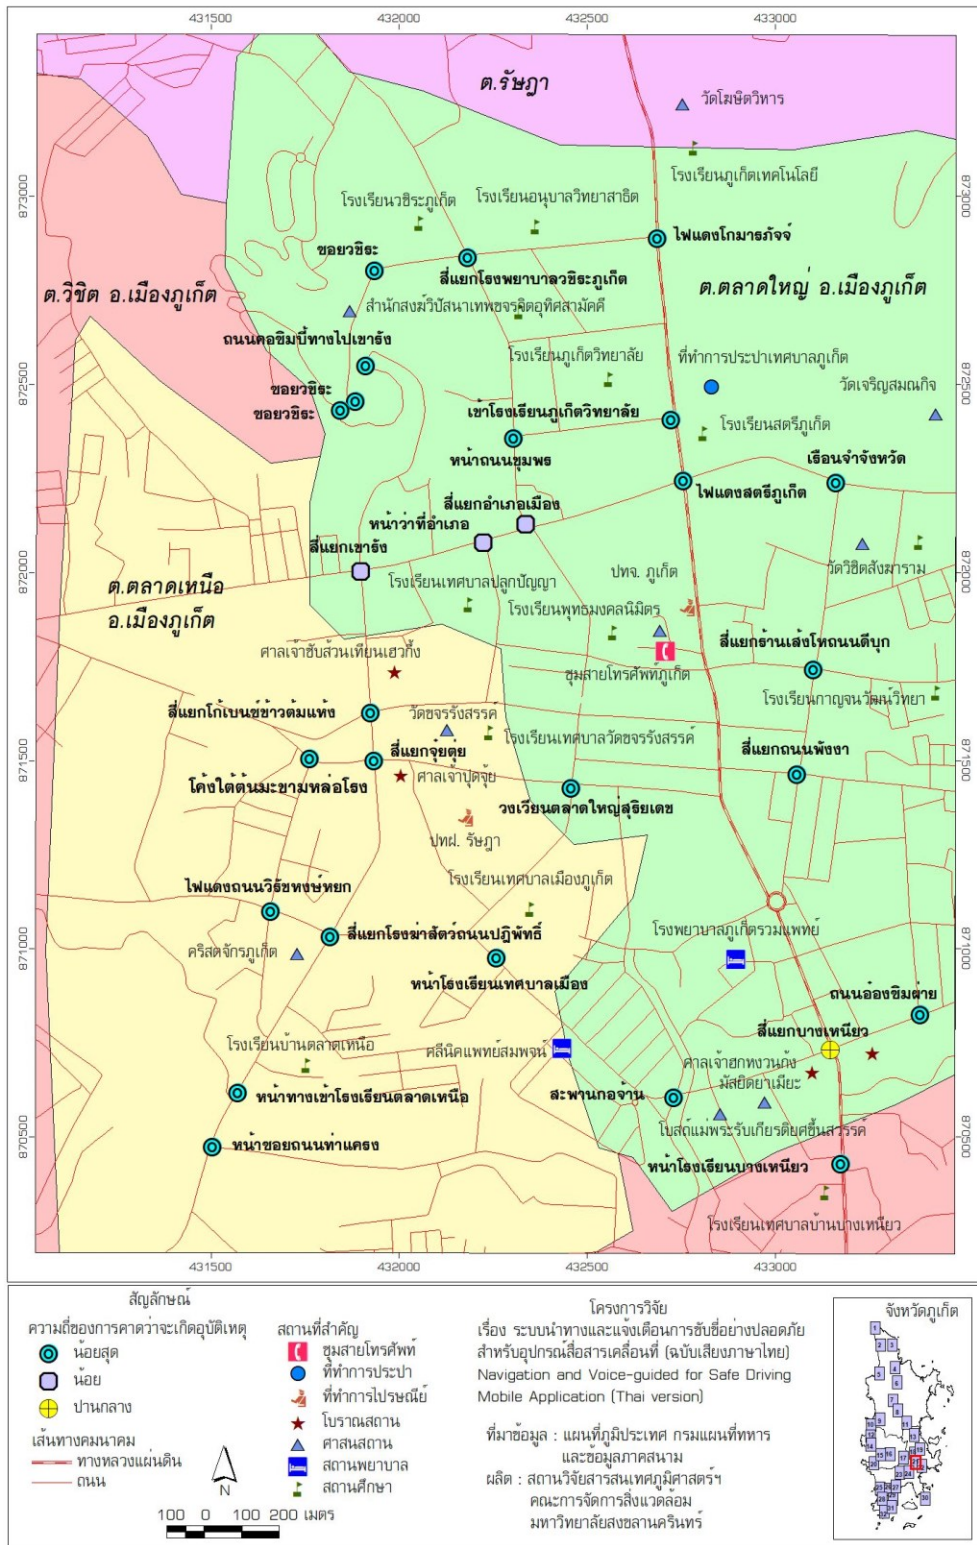 431500 432000 432500 433000
ต.รัษฎา
วัดโฆษิตวิหาร
873000 873000
โรงเรียนภูเก็ตเทคโนโลยี
โรงเรียนวชิระภูเก็ต
โรงเรียนอนุบาลวิทยาสาธิต
ไฟแดงโกมารภัจจ์
ซอยวชิระ
สี่แยกโรงพยาบาลวชิระภูเก็ต
ต.วิชิต อ.เมืองภูเก็ต
ต.ตลาดใหญ่ อ.เมืองภูเก็ต
สำนักสงฆ์วิปัสนาเทพขจรจิตอุทิศสามัคคี
ถนนคอซิมบี้ทางไปเขารัง
โรงเรียนภูเก็ตวิทยาลัย
ที่ทำการประปาเทศบาลภูเก็ต
872500 872500
วัดเจริญสมณกิจ
ซอยวชิระ
ซอยวชิระ
เข้าโรงเรียนภูเก็ตวิทยาลัย
โรงเรียนสตรีภูเก็ต
หน้าถนนชุมพร
เรือนจำจังหวัด
ไฟแดงสตรีภูเก็ต
สี่แยกอำเภอเมือง
หน้าว่าที่อำเภอ
สี่แยกเขารัง
872000 872000
โรงเรียนเทศบาลปลูกปัญญา
ปทจ. ภูเก็ต
วัดวิชิตสังฆาราม
ต.ตลาดเหนือ
อ.เมืองภูเก็ต
โรงเรียนพุทธมงคลนิมิตร
สี่แยกร้านเส้งโหถนนดีบุก
ศาลเจ้าซับส้วนเทียนเฮวกึ้ง
ชุมสายโทรศัพท์ภูเก็ต
โรงเรียนกาญจนวัฒน์วิทยา
สี่แยกโก้เบนซ์ข้าวต้มแห้ง
วัดขจรรังสรรค์
โรงเรียนเทศบาลวัดขจรรังสรรค์
สี่แยกจุ้ยตุ่ย
สี่แยกถนนพังงา
871500 871500
โค้งใต้ต้นมะขามหล่อโรง
ศาลเจ้าปุดจุ้ย
วงเวียนตลาดใหญ่สุริยเดช
ปทฝ. รัษฎา
โรงเรียนเทศบาลเมืองภูเก็ต
ไฟแดงถนนวิรัชหงษ์หยก
สี่แยกโรงฆ่าสัตว์ถนนปฎิพัทธิ์
โรงพยาบาลภูเก็ตรวมแพทย์
คริสตจักรภูเก็ต
871000 871000
หน้าโรงเรียนเทศบาลเมือง
ถนนอ๋องซิมผ่าย
สี่แยกบางเหนียว
โรงเรียนบ้านตลาดเหนือ
คลีนิคแพทย์สมพจน์
ศาลเจ้าฮกหงวนกัง
มัสยิดยาเมียะ
หน้าทางเข้าโรงเรียนตลาดเหนือ
สะพานกอจ๊าน
โบสถ์แม่พระรับเกียรติยศขึ้นสวรรค์
870500 870500
หน้าซอยถนนท่าแครง
หน้าโรงเรียนบางเหนียว
โรงเรียนเทศบาลบ้านบางเหนียว
431500 432000 432500 433000
สัญลักษณ์
ความถี่ของการคาดว่าจะเกิดอุบัติเหตุ
น้อยสุด
น้อย
ปานกลาง
เส้นทางคมนาคม
ทางหลวงแผ่นดิน
ถนน
N
100 0 100 200 เมตร
สถานที่สำคัญ
ชุมสายโทรศัพท์
ที่ทำการประปา
ที่ทำการไปรษณีย์
โบราณสถาน
ศาสนสถาน
สถานพยาบาล
สถานศึกษา
โครงการวิจัย
เรื่อง ระบบนำทางและแจ้งเตือนการขับขี่อย่างปลอดภัย
สำหรับอุปกรณ์สื่อสารเคลื่อนที่ (ฉบับเสียงภาษาไทย)
Navigation and Voice-guided for Safe Driving
Mobile Application (Thai version)
ที่มาข้อมูล : แผนที่ภูมิประเทศ กรมแผนที่ทหาร
และข้อมูลภาคสนาม
ผลิต : สถานวิจัยสารสนเทศภูมิศาสตร์ฯ
คณะการจัดการสิ่งแวดล้อม
มหาวิทยาลัยสงขลานครินทร์
จังหวัดภูเก็ต